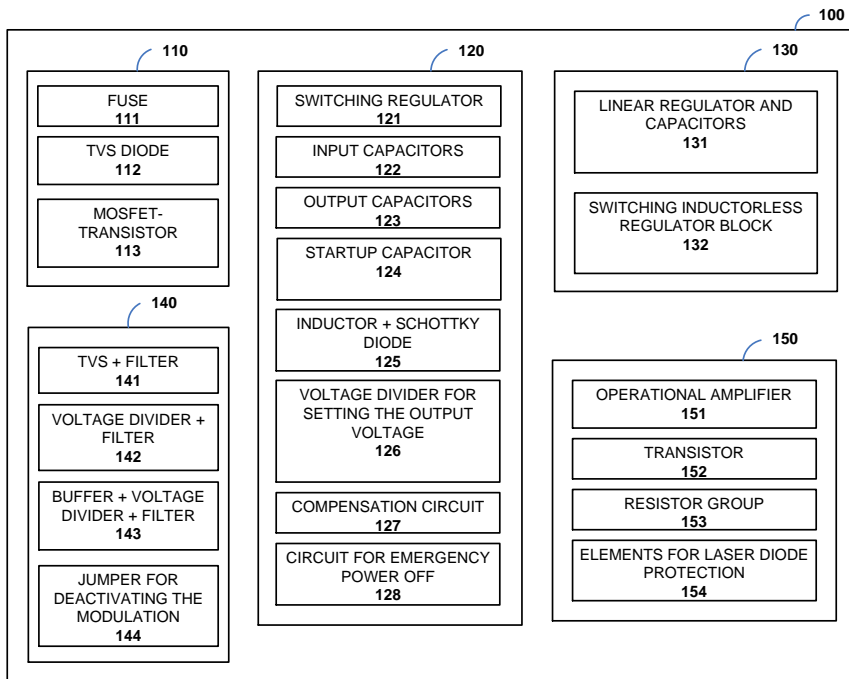 100
110
FUSE
111
TVS DIODE
112
MOSFET-
TRANSISTOR
113
120
SWITCHING REGULATOR
121
INPUT CAPACITORS
122
OUTPUT CAPACITORS
123
STARTUP CAPACITOR
124
INDUCTOR + SCHOTTKY
DIODE
125
VOLTAGE DIVIDER FOR
SETTING THE OUTPUT
VOLTAGE
126
COMPENSATION CIRCUIT
127
CIRCUIT FOR EMERGENCY
POWER OFF
128
130
LINEAR REGULATOR AND
CAPACITORS
131
SWITCHING INDUCTORLESS
REGULATOR BLOCK
132
140
TVS + FILTER
141
VOLTAGE DIVIDER +
FILTER
142
BUFFER + VOLTAGE
DIVIDER + FILTER
143
JUMPER FOR
DEACTIVATING THE
MODULATION
144
150
OPERATIONAL AMPLIFIER
151
TRANSISTOR
152
RESISTOR GROUP
153
ELEMENTS FOR LASER DIODE
PROTECTION
154